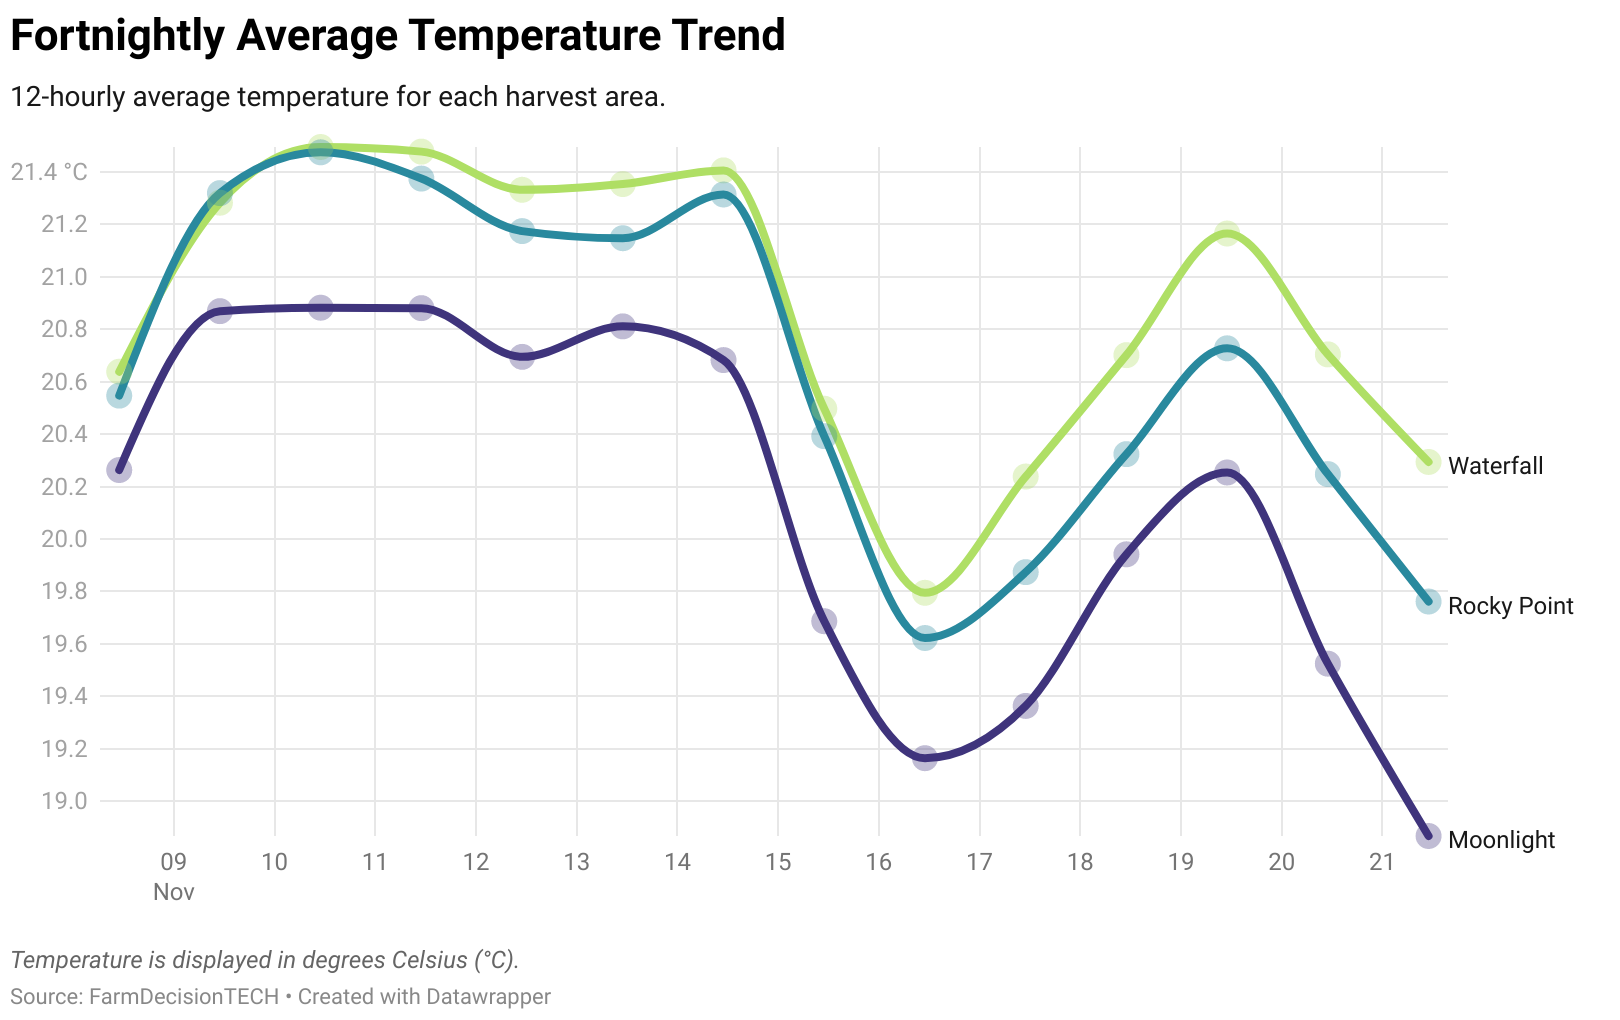 Fortnightly Average Temperature Trend
12-hourly average temperature for each harvest area.
21.4 °C
21.2
21.0
20.8
20.6
20.4
20.2
20.0
19.8
19.6
19.4
19.2
19.0
Waterfall
Rocky Point
Moonlight
09 10 11 12 13 14 15 16 17 18 19 20 21
Nov
Temperature is displayed in degrees Celsius (°C).
Source: FarmDecisionTECH • Created with Datawrapper